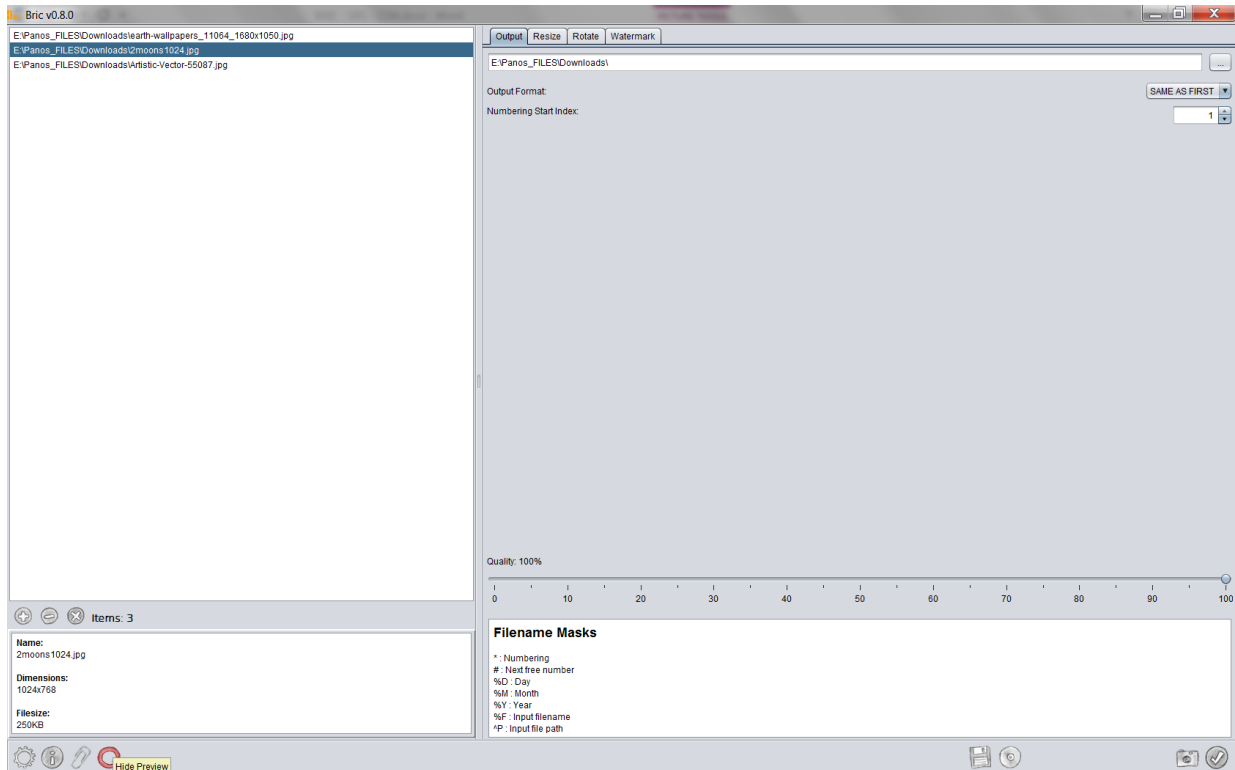 Bric v0.8.0
E:\Panos_FILES\Downloads\earth-wallpapers_11064_1680x1050.jpg
E:\Panos_FILES\Downloads\2moons1024.jpg
E:\Panos_FILES\Downloads\Artistic-Vector-55087.jpg
Items: 3
Name:
2moons1024.jpg
Dimensions:
1024x768
Filesize:
250KB
Hide Preview
Output Resize Rotate Watermark
E:\Panos_FILES\Downloads\
...
Output Format:
SAME AS FIRST
Numbering Start Index:
1
Quality: 100%
0 10 20 30 40 50 60 70 80 90 100
Filename Masks
* : Numbering
# : Next free number
%D : Day
%M : Month
%Y : Year
%F : Input filename
^P : Input file path